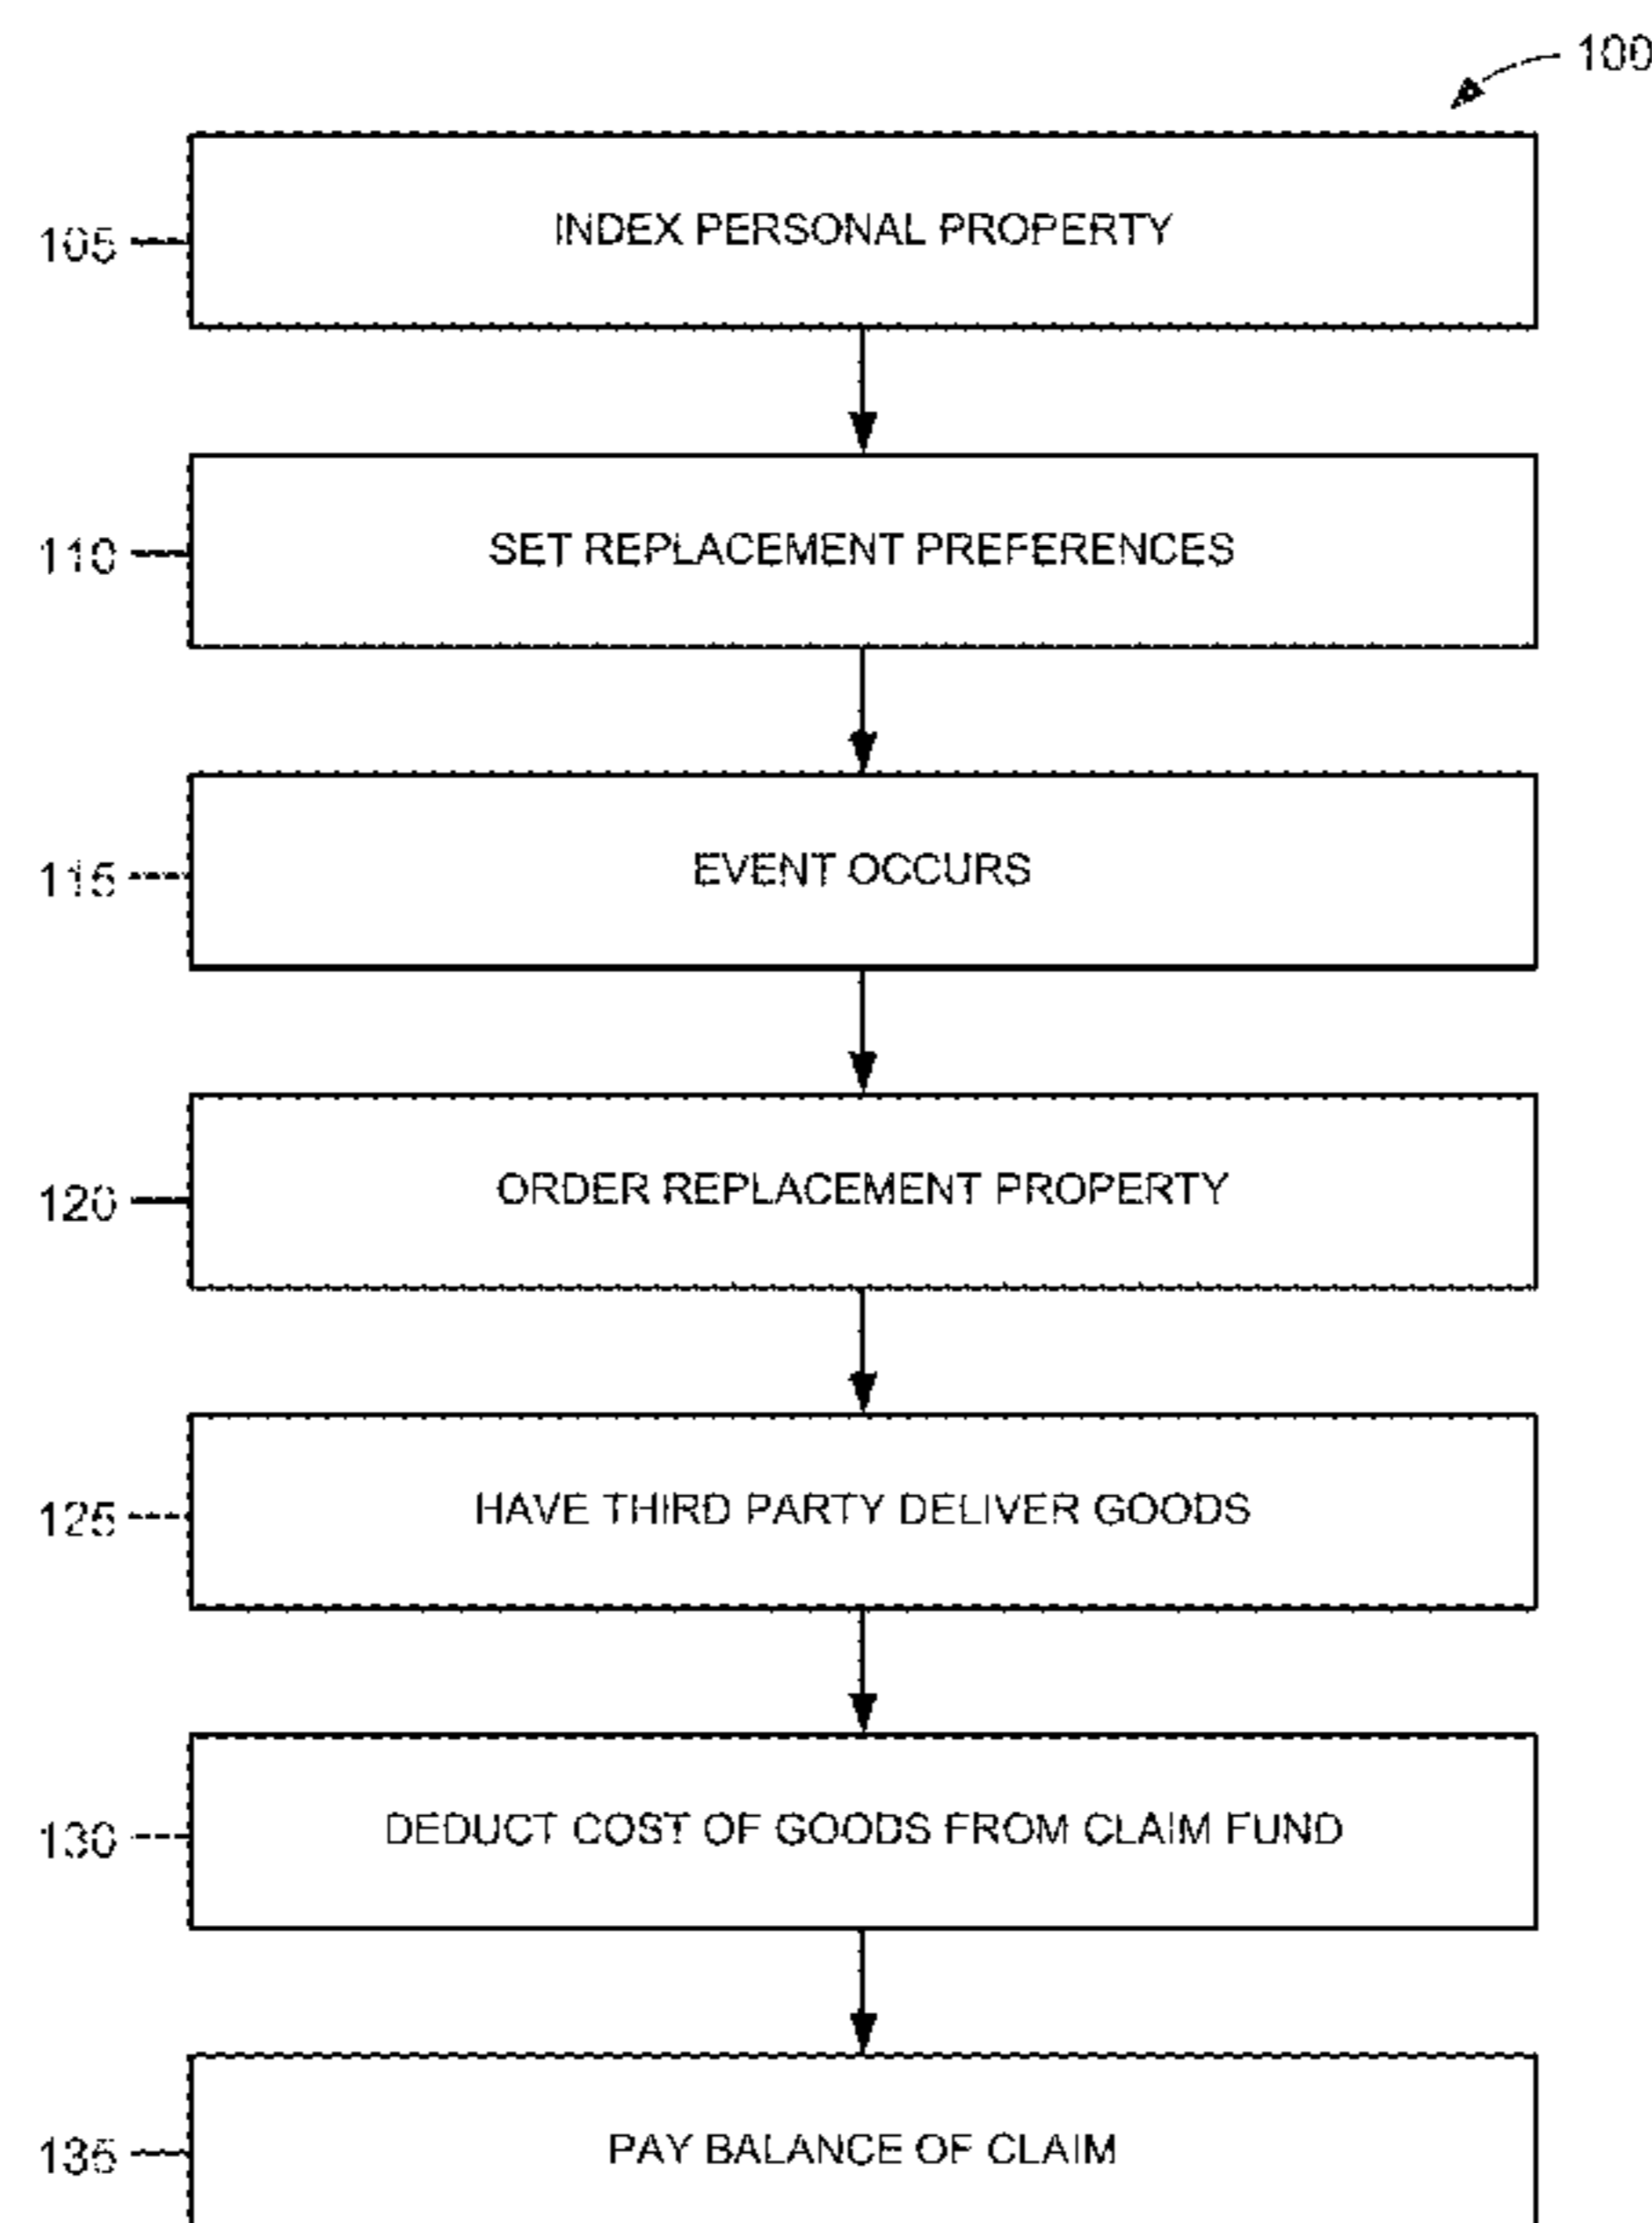 100
105 INDEX PERSONAL PROPERTY
110 SET REPLACEMENT PREFERENCES
115 EVENT OCCURS
120 ORDER REPLACEMENT PROPERTY
125 HAVE THIRD PARTY DELIVER GOODS
130 DEDUCT COST OF GOODS FROM CLAIM FUND
135 PAY BALANCE OF CLAIM